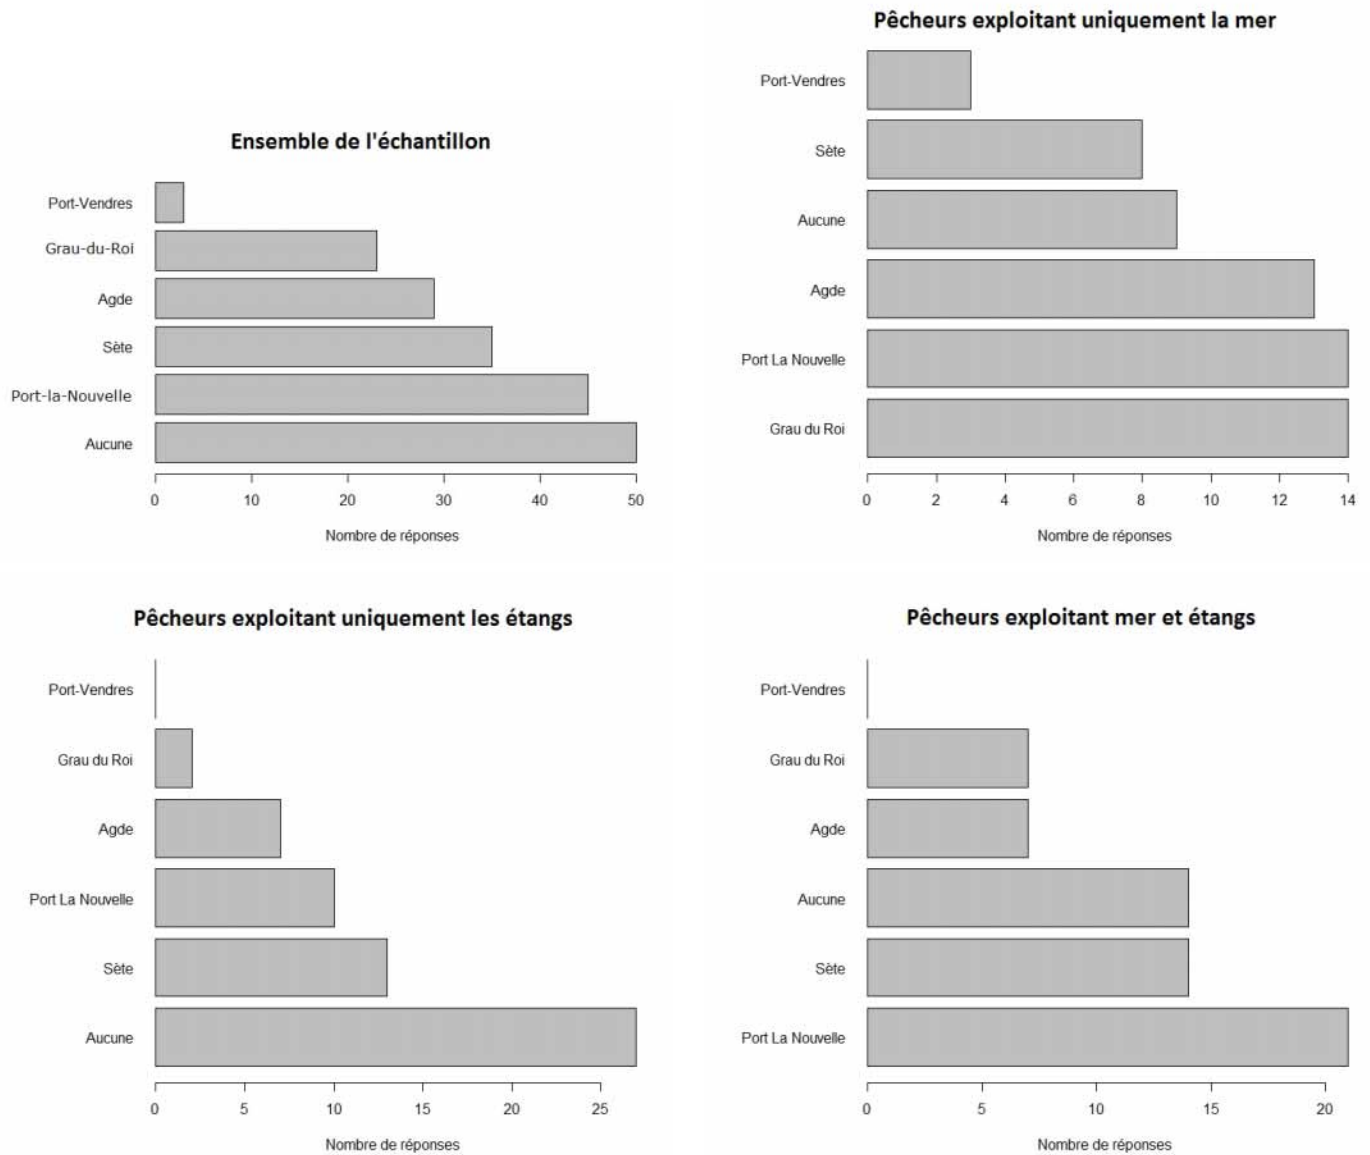 Ensemble de l'échantillon
Port-Vendres
Grau-du-Roi
Agde
Sète
Port-la-Nouvelle
Aucune
0 10 20 30 40 50
Nombre de réponses
Pêcheurs exploitant uniquement la mer
Port-Vendres
Sète
Aucune
Agde
Port La Nouvelle
Grau du Roi
0 2 4 6 8 10 12 14
Nombre de réponses
Pêcheurs exploitant uniquement les étangs
Port-Vendres
Grau du Roi
Agde
Port La Nouvelle
Sète
Aucune
0 5 10 15 20 25
Nombre de réponses
Pêcheurs exploitant mer et étangs
Port-Vendres
Grau du Roi
Agde
Aucune
Sète
Port La Nouvelle
0 5 10 15 20
Nombre de réponses